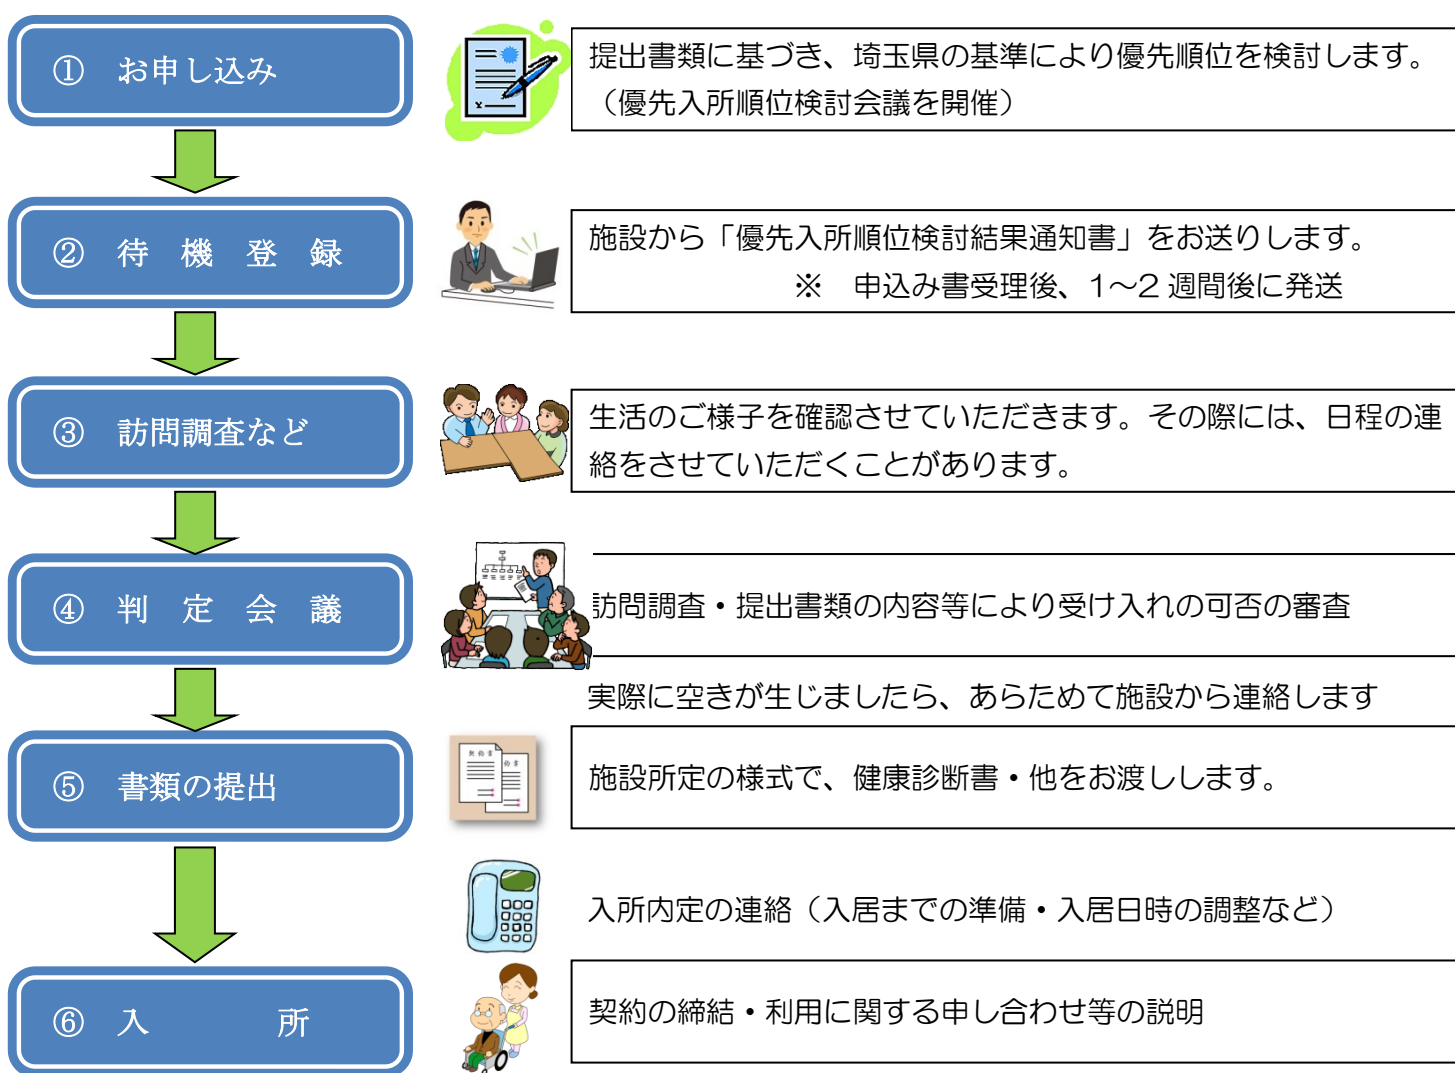 ① お申し込み
提出書類に基づき、埼玉県の基準により優先順位を検討します。
（優先入所順位検討会議を開催）
② 待 機 登 録
施設から「優先入所順位検討結果通知書」をお送りします。
※ 申込み書受理後、1～2 週間後に発送
③ 訪問調査など
生活のご様子を確認させていただきます。その際には、日程の連
絡をさせていただくことがあります。
④ 判 定 会 議
訪問調査・提出書類の内容等により受け入れの可否の審査
実際に空きが生じましたら、あらためて施設から連絡します
⑤ 書類の提出
契約書
約書
施設所定の様式で、健康診断書・他をお渡しします。
入所内定の連絡（入居までの準備・入居日時の調整など）
⑥ 入 所
契約の締結・利用に関する申し合わせ等の説明